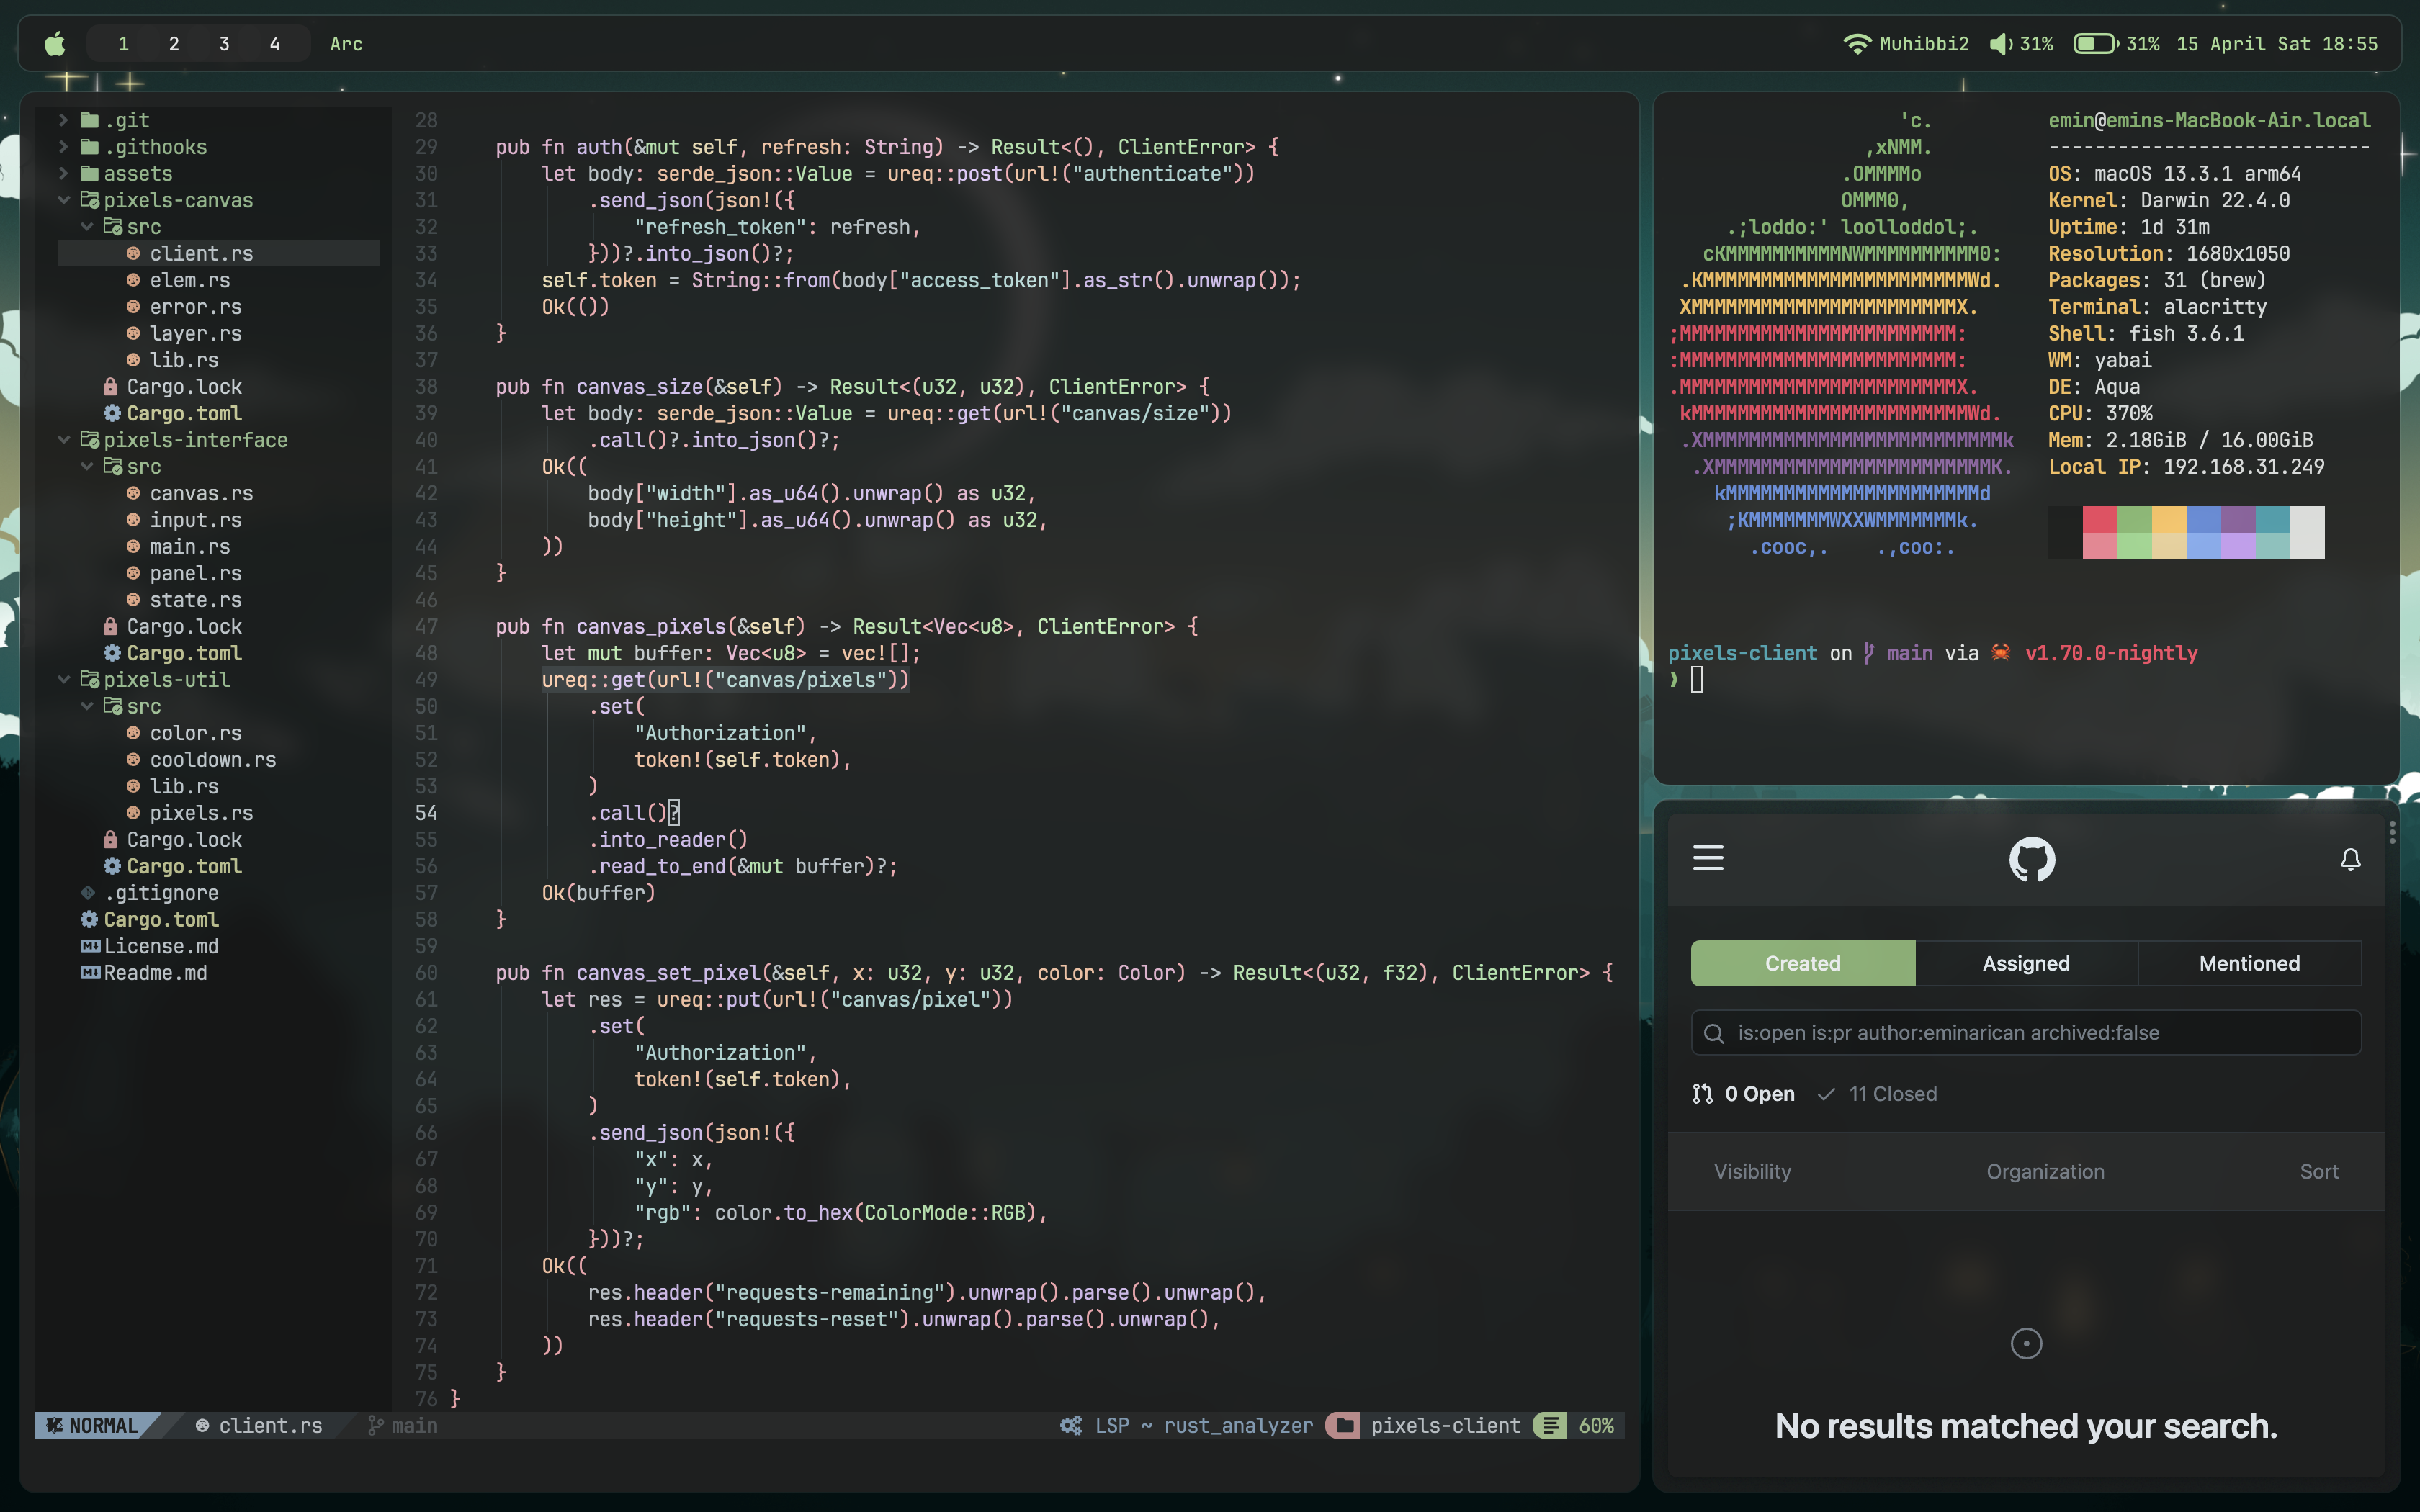 1 2 3 4 Arc
Muhibbi2 31% 31% 15 April Sat 18:55
.git
.githooks
assets
pixels-canvas
src
client.rs
elem.rs
error.rs
layer.rs
lib.rs
Cargo.lock
Cargo.toml
pixels-interface
src
canvas.rs
input.rs
main.rs
panel.rs
state.rs
Cargo.lock
Cargo.toml
pixels-util
src
color.rs
cooldown.rs
lib.rs
pixels.rs
Cargo.lock
Cargo.toml
.gitignore
Cargo.toml
License.md
Readme.md
28
29 pub fn auth(&mut self, refresh: String) -> Result<(), ClientError> {
30 let body: serde_json::Value = ureq::post(url!("authenticate"))
31 .send_json(json!({
32 "refresh_token": refresh,
33 }))?.into_json()?;
34 self.token = String::from(body["access_token"].as_str().unwrap());
35 Ok(())
36 }
37
38 pub fn canvas_size(&self) -> Result<(u32, u32), ClientError> {
39 let body: serde_json::Value = ureq::get(url!("canvas/size"))
40 .call()?.into_json()?;
41 Ok((
42 body["width"].as_u64().unwrap() as u32,
43 body["height"].as_u64().unwrap() as u32,
44 ))
45 }
46
47 pub fn canvas_pixels(&self) -> Result<Vec<u8>, ClientError> {
48 let mut buffer: Vec<u8> = vec![];
49 ureq::get(url!("canvas/pixels"))
50 .set(
51 "Authorization",
52 token!(self.token),
53 )
54 .call()?
55 .into_reader()
56 .read_to_end(&mut buffer)?;
57 Ok(buffer)
58 }
59
60 pub fn canvas_set_pixel(&self, x: u32, y: u32, color: Color) -> Result<(u32, f32), ClientError> {
61 let res = ureq::put(url!("canvas/pixel"))
62 .set(
63 "Authorization",
64 token!(self.token),
65 )
66 .send_json(json!({
67 "x": x,
68 "y": y,
69 "rgb": color.to_hex(ColorMode::RGB),
70 }))?;
71 Ok((
72 res.header("requests-remaining").unwrap().parse().unwrap(),
73 res.header("requests-reset").unwrap().parse().unwrap(),
74 ))
75 }
76 }
NORMAL client.rs main LSP ~ rust_analyzer pixels-client 60%
'c.
,xNMM.
.OMMMMo
OMMM0,
.;loddo:' loolloddol;.
cKMMMMMMMMMMNWMMMMMMMMMM0:
.KMMMMMMMMMMMMMMMMMMMMMMMWd.
XMMMMMMMMMMMMMMMMMMMMMMMX.
;MMMMMMMMMMMMMMMMMMMMMMMM:
:MMMMMMMMMMMMMMMMMMMMMMMM:
.MMMMMMMMMMMMMMMMMMMMMMMMX.
kMMMMMMMMMMMMMMMMMMMMMMMMWd.
.XMMMMMMMMMMMMMMMMMMMMMMMMMMk
.XMMMMMMMMMMMMMMMMMMMMMMMMK.
kMMMMMMMMMMMMMMMMMMMMMMd
;KMMMMMMMWXXWMMMMMMMk.
.cooc,. .,coo:.
emin@emins-MacBook-Air.local
----------------------------
OS: macOS 13.3.1 arm64
Kernel: Darwin 22.4.0
Uptime: 1d 31m
Resolution: 1680x1050
Packages: 31 (brew)
Terminal: alacritty
Shell: fish 3.6.1
WM: yabai
DE: Aqua
CPU: 370%
Mem: 2.18GiB / 16.00GiB
Local IP: 192.168.31.249
pixels-client on main via 🦀 v1.70.0-nightly
❯
Created Assigned Mentioned
is:open is:pr author:eminarican archived:false
0 Open 11 Closed
Visibility Organization Sort
No results matched your search.